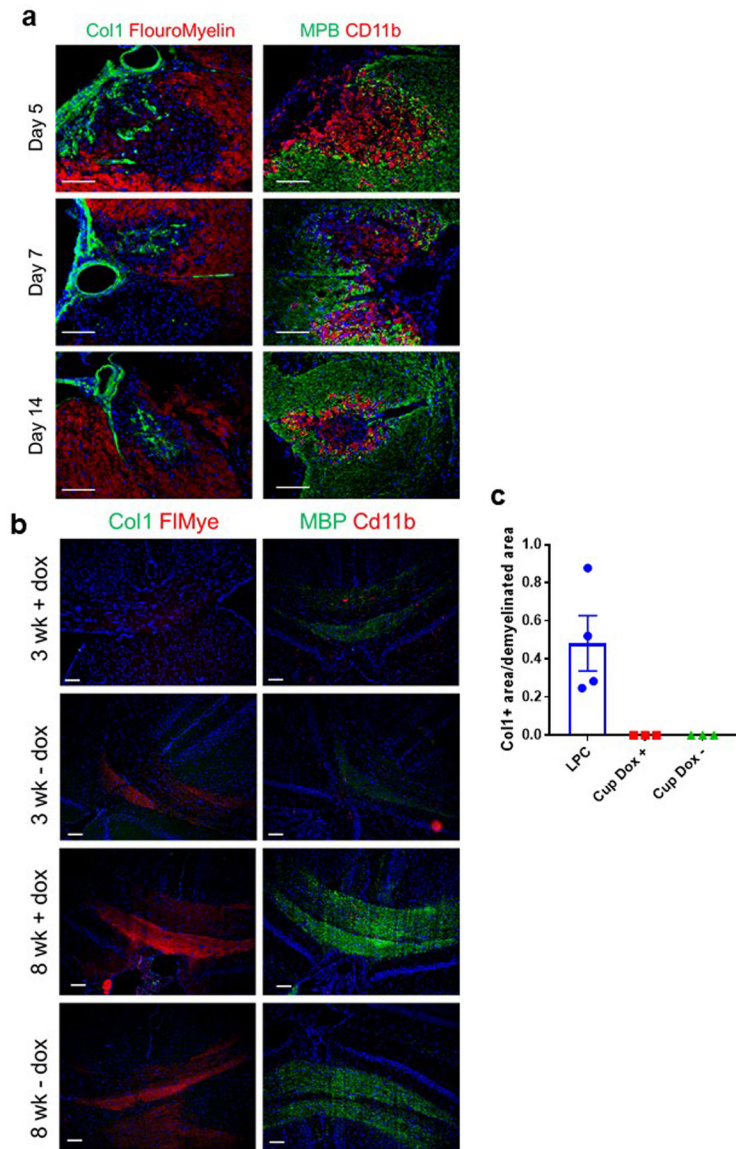 a
Col1 FlouroMyelin
MPB CD11b
Day 5
Day 7
Day 14
b
Col1 FlMye
MBP Cd11b
3 wk + dox
3 wk - dox
8 wk + dox
8 wk - dox
c
Col1+ area/demyelinated area
1.0
0.8
0.6
0.4
0.2
0.0
LPC
Cup Dox +
Cup Dox -